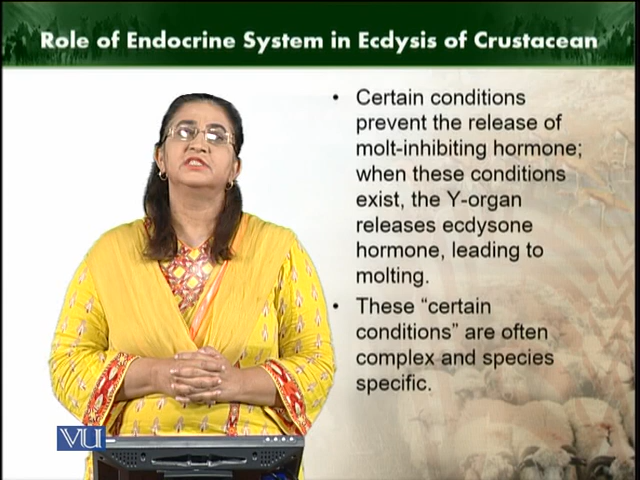 Role of Endocrine System in Ecdysis of Crustacean
• Certain conditions
prevent the release of
molt-inhibiting hormone;
when these conditions
exist, the Y-organ
releases ecdysone
hormone, leading to
molting.
• These “certain
conditions” are often
complex and species
specific.
VU